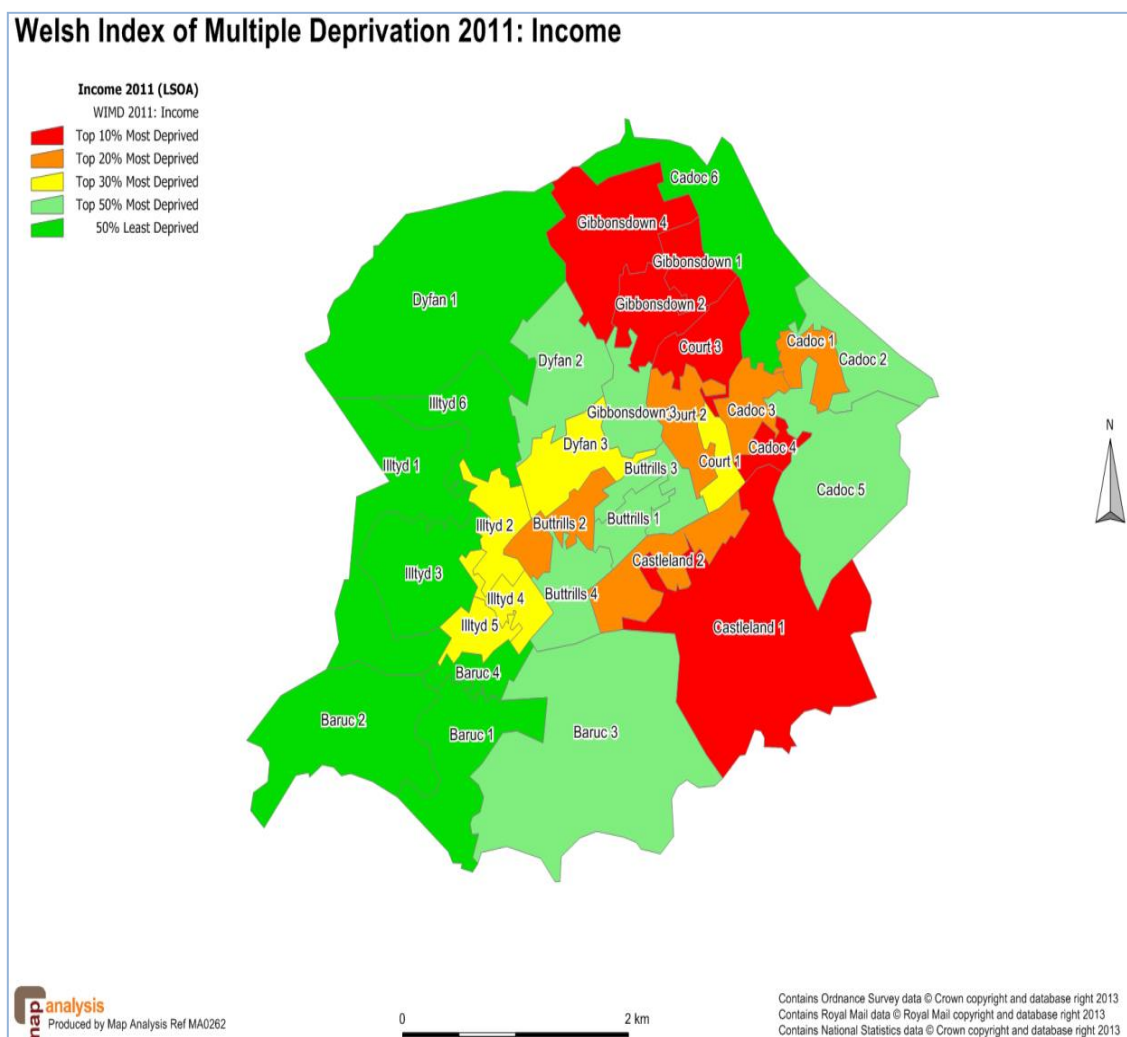 Welsh Index of Multiple Deprivation 2011: Income
Income 2011 (LSOA)
WIMD 2011: Income
Top 10% Most Deprived
Top 20% Most Deprived
Top 30% Most Deprived
Top 50% Most Deprived
50% Least Deprived
Cadoc 6
Gibbonsdown 4
Gibbonsdown 1
Dyfan 1
Gibbonsdown 2
Cadoc 1
Court 3
Cadoc 2
Dyfan 2
Illtyd 6
Gibbonsdown 3
Court 2
Cadoc 3
Dyfan 3
Cadoc 4
Illtyd 1
Buttrills 3
Court 1
Cadoc 5
Illtyd 2
Buttrills 2
Buttrills 1
Castleland 2
Illtyd 3
Buttrills 4
Illtyd 4
Illtyd 5
Castleland 1
Baruc 4
Baruc 2
Baruc 1
Baruc 3
N
map analysis
Produced by Map Analysis Ref MA0262
0 2 km
Contains Ordnance Survey data © Crown copyright and database right 2013
Contains Royal Mail data © Royal Mail copyright and database right 2013
Contains National Statistics data © Crown copyright and database right 2013